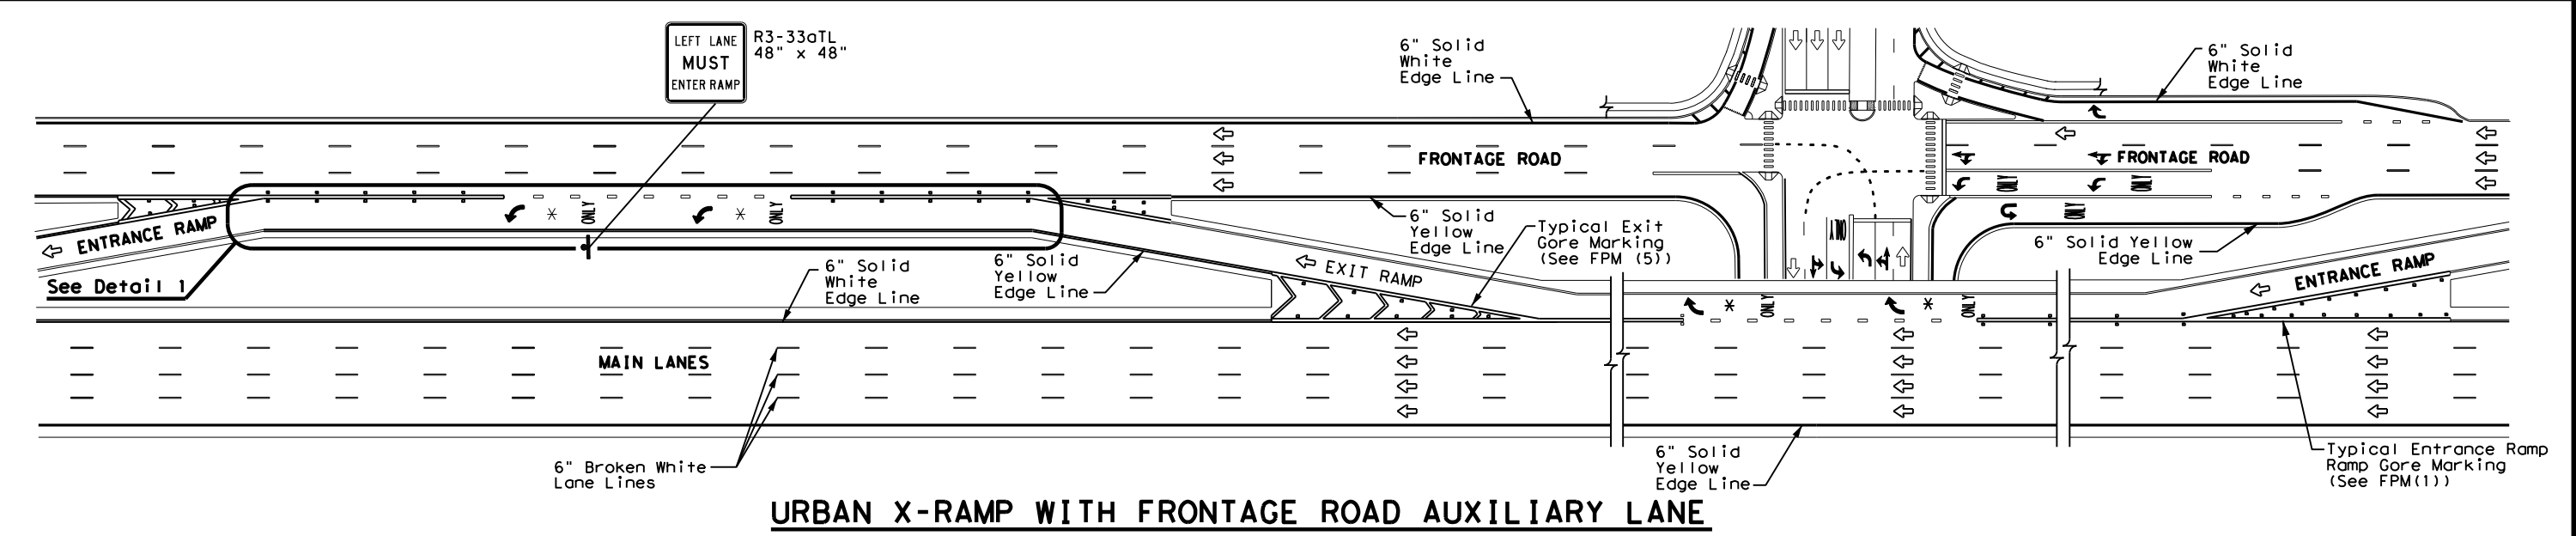 LEFT LANE
MUST
ENTER RAMP
R3-33aTL
48" x 48"
6" Solid
White
Edge Line
6" Solid
White
Edge Line
FRONTAGE ROAD
FRONTAGE ROAD
ONLY
ONLY
ONLY
ONLY
ONLY
ENTRANCE RAMP
* *
6" Solid
Yellow
Edge Line
Typical Exit
Gore Marking
(See FPM (5))
6" Solid Yellow
Edge Line
See Detail 1
6" Solid
White
Edge Line
6" Solid
Yellow
Edge Line
EXIT RAMP
ENTRANCE RAMP
* ONLY
* ONLY
MAIN LANES
6" Broken White
Lane Lines
6" Solid
Yellow
Edge Line
Typical Entrance Ramp
Ramp Gore Marking
(See FPM(1))
URBAN X-RAMP WITH FRONTAGE ROAD AUXILIARY LANE